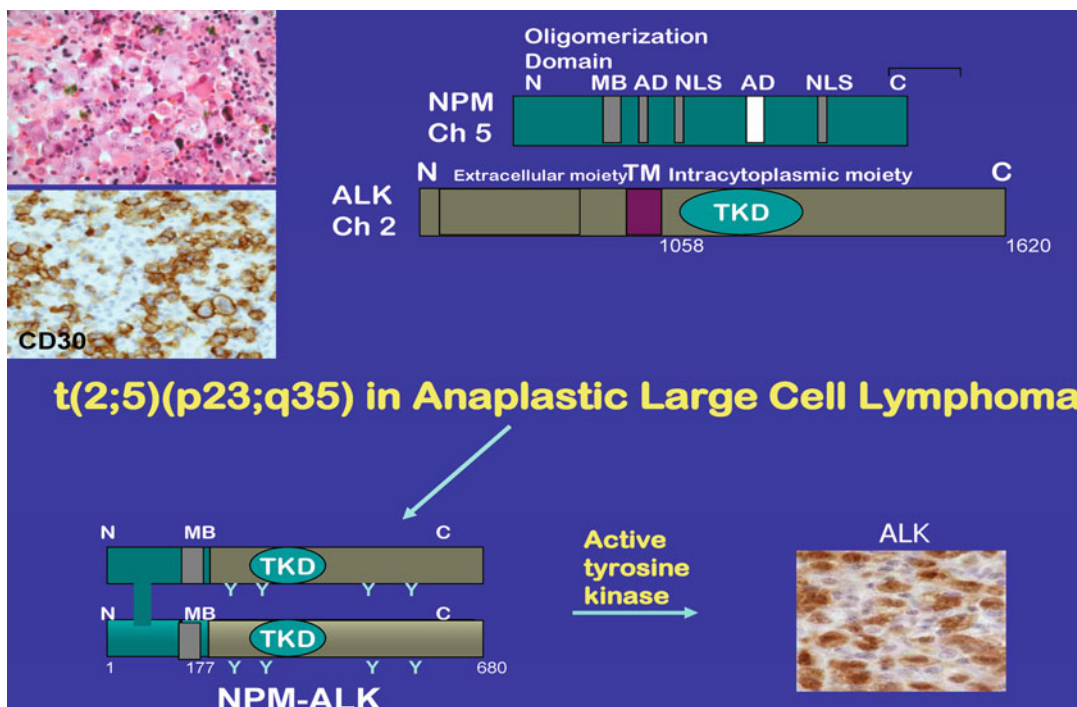 Oligomerization
Domain
N MB AD NLS AD NLS C
NPM
Ch 5
N Extracellular moiety TM Intracytoplasmic moiety C
ALK
Ch 2
TKD
1058 1620
CD30
t(2;5)(p23;q35) in Anaplastic Large Cell Lymphoma
N MB C
TKD
Y Y Y Y
N MB C
TKD
1 177 Y Y Y Y 680
NPM-ALK
Active
tyrosine
kinase
ALK